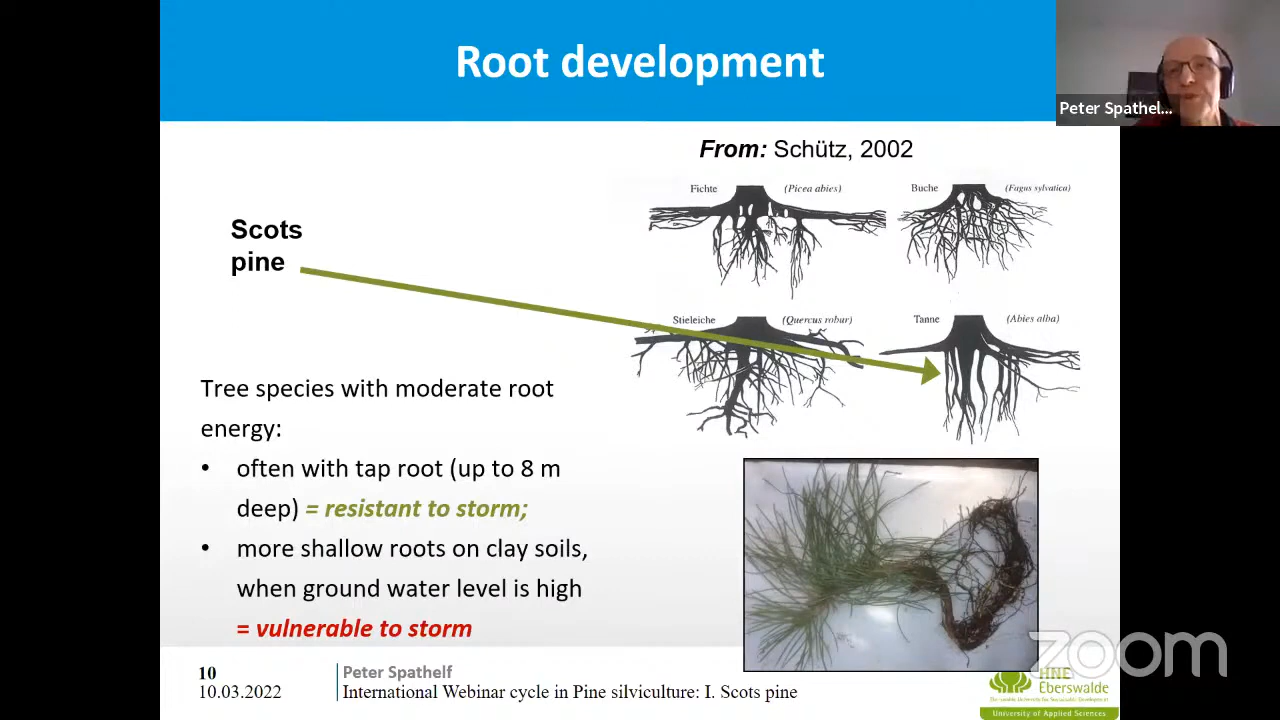 Root development
Peter Spathel...
From: Schütz, 2002
Fichte (Picea abies)
Buche (Fagus sylvatica)
Scots
pine
Stieleiche (Quercus robur)
Tanne (Abies alba)
Tree species with moderate root
energy:
• often with tap root (up to 8 m
deep) = resistant to storm;
• more shallow roots on clay soils,
when ground water level is high
= vulnerable to storm
zoom
10
10.03.2022
Peter Spathelf
International Webinar cycle in Pine silviculture: I. Scots pine
HNE
Eberswalde
University of Applied Sciences